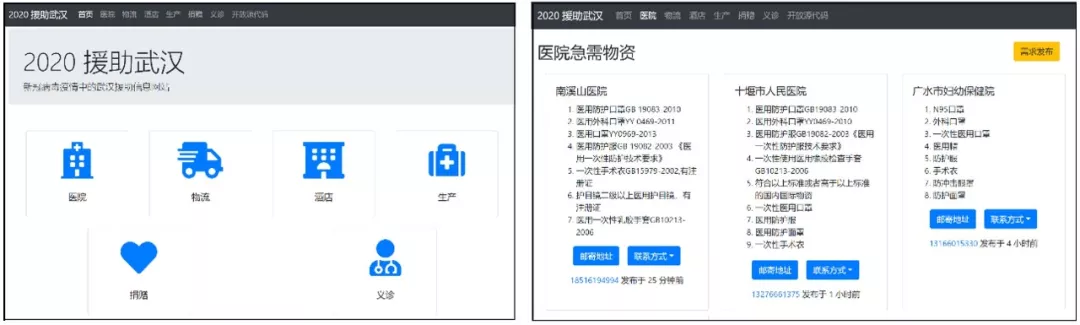 2020 援助武汉 首页 医院 物流 酒店 生产 捐赠 义诊 开放源代码
2020 援助武汉
新冠病毒疫情中的武汉援助信息网站
医院
物流
酒店
生产
捐赠
义诊
2020 援助武汉 首页 医院 物流 酒店 生产 捐赠 义诊 开放源代码
医院急需物资
需求发布
南溪山医院
1. 医用防护口罩GB 19083-2010
2. 医用外科口罩YY 0469-2011
3. 医用口罩YY0969-2013
4. 医用防护服GB 19082-2003 《医
用一次性防护技术要求》
5. 一次性手术衣GB15979-2002,有注
册证
6. 护目镜二级以上医用护目镜，有
注册证
7. 医用一次性乳胶手套GB10213-
2006
邮寄地址
联系方式
18516194994 发布于 25 分钟前
十堰市人民医院
1. 医用防护口罩GB 19083-2010
2. 医用外科口罩YY0469-2010
3. 医用防护服GB19082-2003《医用
一次性防护服技术要求》
4. 一次性使用医用橡胶检查手套
GB10213-2006
5. 符合以上标准或者高于以上标准
的国内国际物资
6. 一次性医用口罩
7. 医用防护服
8. 医用防护面罩
9. 一次性手术衣
邮寄地址
联系方式
13276661375 发布于 1 小时前
广水市妇幼保健院
1. N95口罩
2. 外科口罩
3. 一次性医用口罩
4. 医用帽
5. 防护服
6. 手术衣
7. 防冲击眼罩
8. 防护面罩
邮寄地址
联系方式
13166015330 发布于 4 小时前